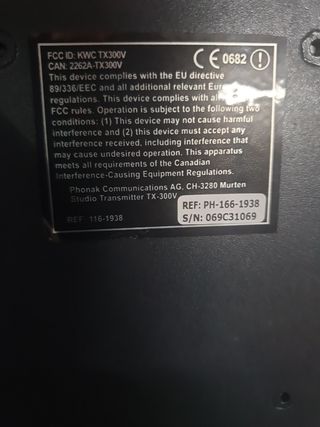 FCC ID: KWC TX300V
CAN: 2262A-TX300V
CE 0682
This device complies with the EU directive
89/336/EEC and all additional relevant
regulations. This device complies with all
FCC rules. Operation is subject to the following two
conditions: (1) This device may not cause harmful
interference and (2) this device must accept any
interference received, including interference that
may cause undesired operation. This apparatus
meets all requirements of the Canadian
Interference-Causing Equipment Regulations.
Phonak Communications AG, CH-3280 Murten
Studio Transmitter TX-300V
REF: 116-1938
REF: PH-166-1938
S/N: 069C31069